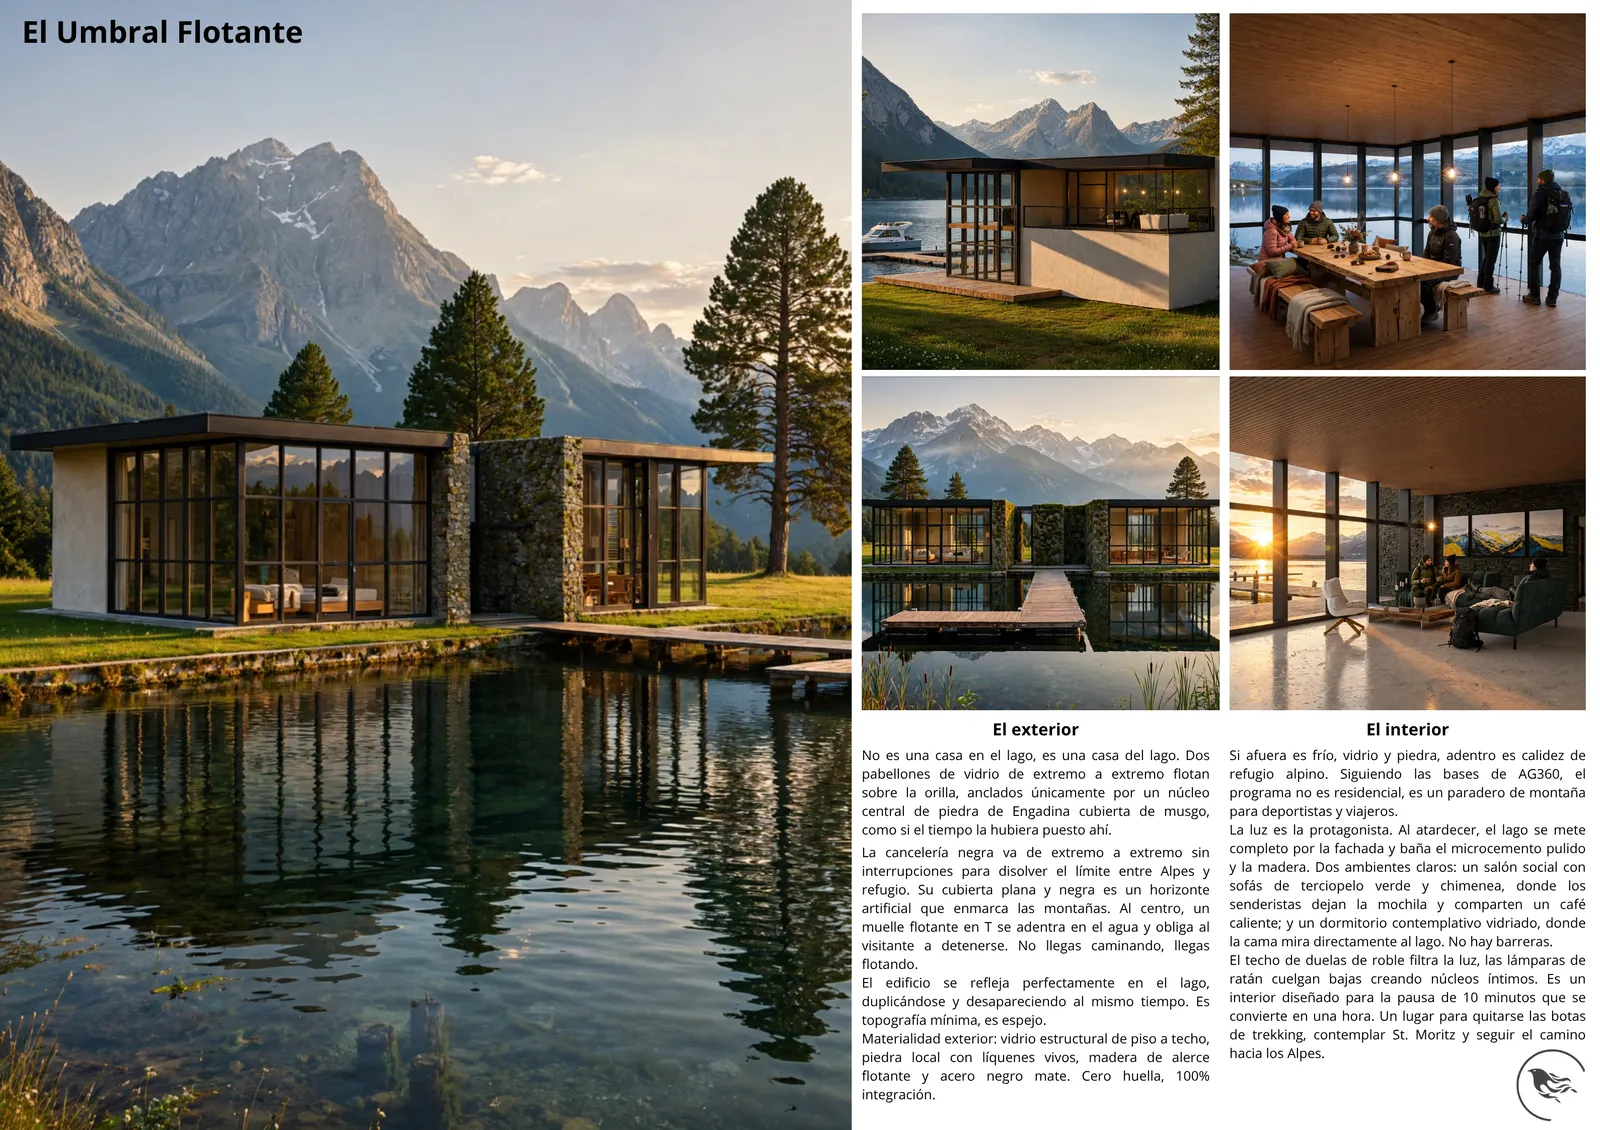 El Umbral Flotante
El exterior
No es una casa en el lago, es una casa del lago. Dos
pabellones de vidrio de extremo a extremo flotan
sobre la orilla, anclados únicamente por un núcleo
central de piedra de Engadina cubierta de musgo,
como si el tiempo la hubiera puesto ahí.
La cancelería negra va de extremo a extremo sin
interrupciones para disolver el límite entre Alpes y
refugio. Su cubierta plana y negra es un horizonte
artificial que enmarca las montañas. Al centro, un
muelle flotante en T se adentra en el agua y obliga al
visitante a detenerse. No llegas caminando, llegas
flotando.
El edificio se refleja perfectamente en el lago,
duplicándose y desapareciendo al mismo tiempo. Es
topografía mínima, es espejo.
Materialidad exterior: vidrio estructural de piso a techo,
piedra local con líquenes vivos, madera de alerce
flotante y acero negro mate. Cero huella, 100%
integración.
El interior
Si afuera es frío, vidrio y piedra, adentro es calidez de
refugio alpino. Siguiendo las bases de AG360, el
programa no es residencial, es un paradero de montaña
para deportistas y viajeros.
La luz es la protagonista. Al atardecer, el lago se mete
completo por la fachada y baña el microcemento pulido
y la madera. Dos ambientes claros: un salón social con
sofás de terciopelo verde y chimenea, donde los
senderistas dejan la mochila y comparten un café
caliente; y un dormitorio contemplativo vidriado, donde
la cama mira directamente al lago. No hay barreras.
El techo de duelas de roble filtra la luz, las lámparas de
ratán cuelgan bajas creando núcleos íntimos. Es un
interior diseñado para la pausa de 10 minutos que se
convierte en una hora. Un lugar para quitarse las botas
de trekking, contemplar St. Moritz y seguir el camino
hacia los Alpes.